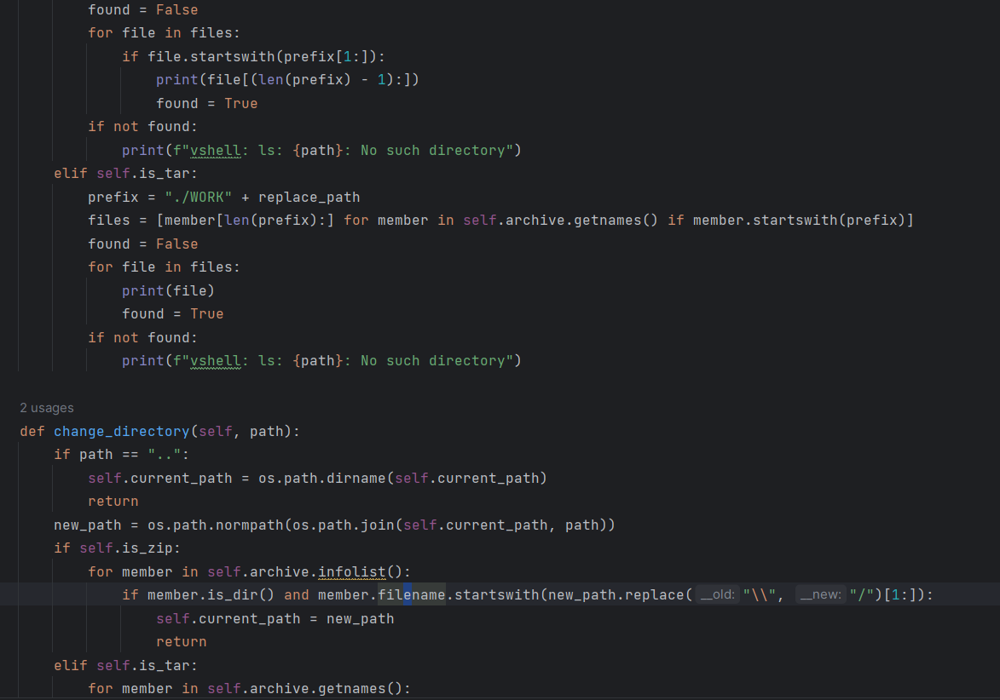 found = False
        for file in files:
            if file.startswith(prefix[1:]):
                print(file[(len(prefix) - 1):])
                found = True
        if not found:
            print(f"vshell: ls: {path}: No such directory")
    elif self.is_tar:
        prefix = "./WORK" + replace_path
        files = [member[len(prefix):] for member in self.archive.getnames() if member.startswith(prefix)]
        found = False
        for file in files:
            print(file)
            found = True
        if not found:
            print(f"vshell: ls: {path}: No such directory")
2 usages
def change_directory(self, path):
    if path == "..":
        self.current_path = os.path.dirname(self.current_path)
        return
    new_path = os.path.normpath(os.path.join(self.current_path, path))
    if self.is_zip:
        for member in self.archive.infolist():
            if member.is_dir() and member.filename.startswith(new_path.replace( __old: "\\", __new: "/")[1:]):
                self.current_path = new_path
                return
    elif self.is_tar:
        for member in self.archive.getnames():